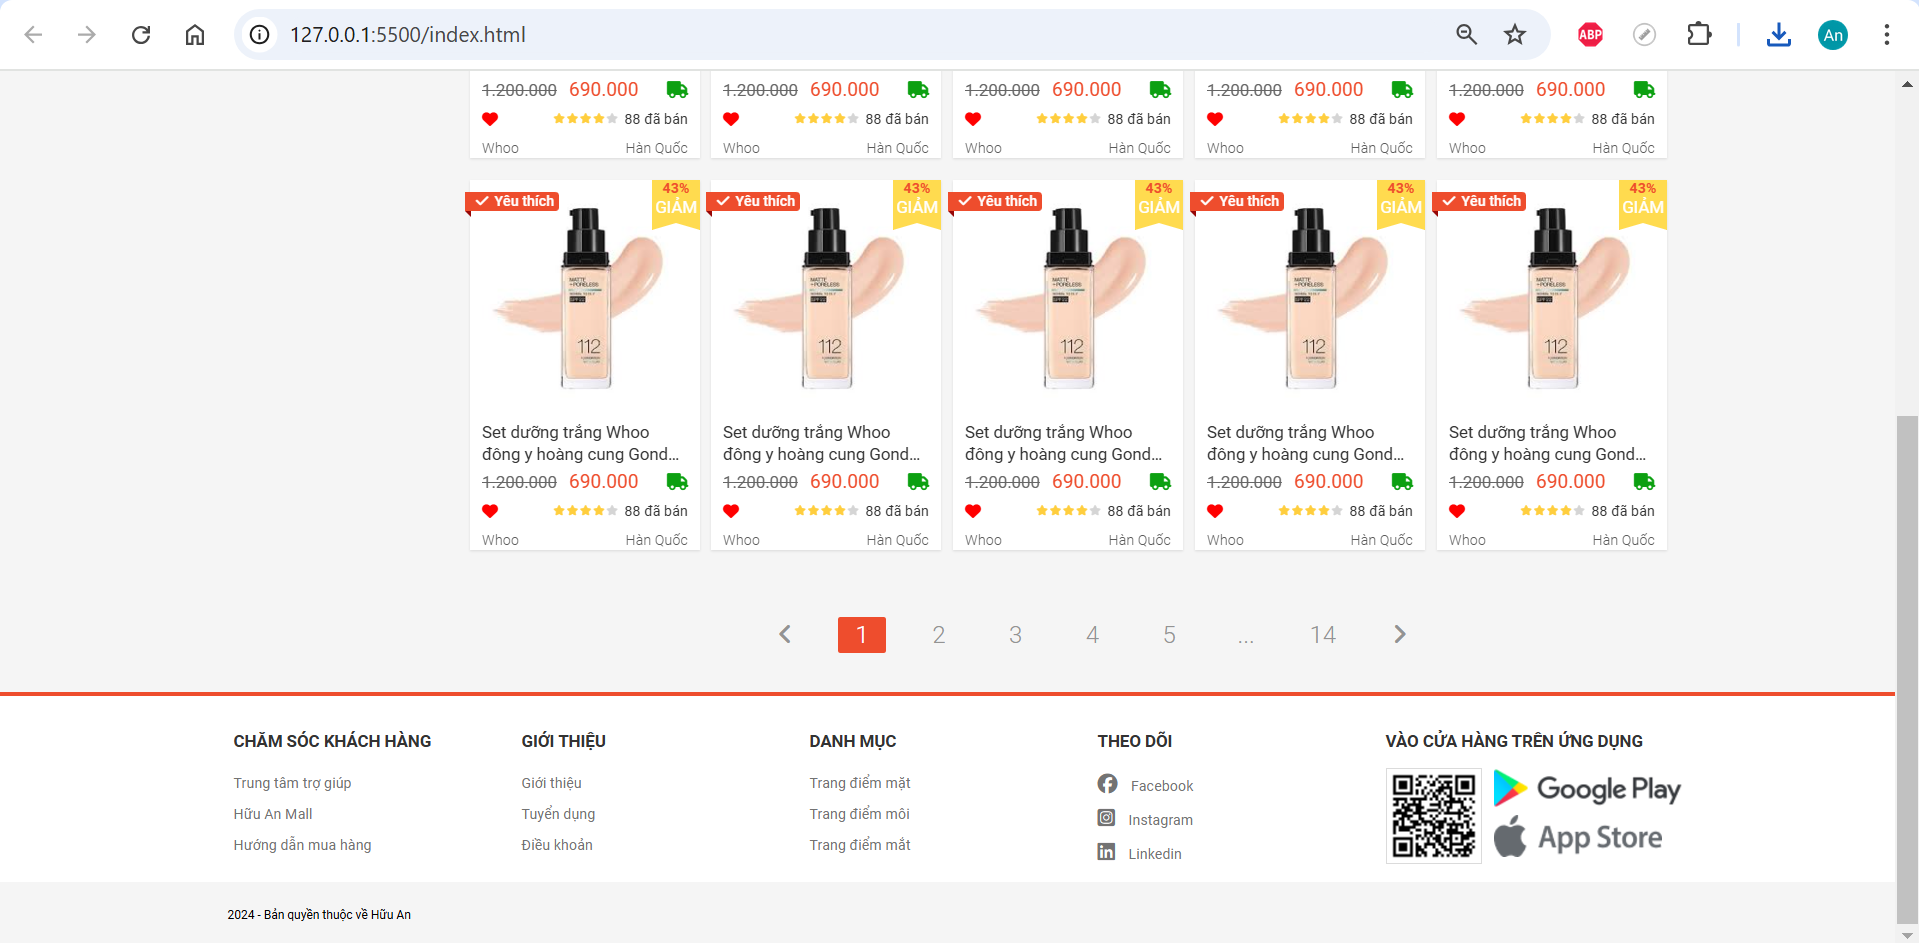 127.0.0.1:5500/index.html
ABP
An
1.200.000 690.000 1.200.000 690.000 1.200.000 690.000 1.200.000 690.000 1.200.000 690.000
88 đã bán 88 đã bán 88 đã bán 88 đã bán 88 đã bán
Whoo Hàn Quốc Whoo Hàn Quốc Whoo Hàn Quốc Whoo Hàn Quốc Whoo Hàn Quốc
43% 43% 43% 43% 43%
Yêu thích GIẢM Yêu thích GIẢM Yêu thích GIẢM Yêu thích GIẢM Yêu thích GIẢM
MATTE MATTE MATTE MATTE MATTE
+PORELESS +PORELESS +PORELESS +PORELESS +PORELESS
112 112 112 112 112
Set dưỡng trắng Whoo Set dưỡng trắng Whoo Set dưỡng trắng Whoo Set dưỡng trắng Whoo Set dưỡng trắng Whoo
đông y hoàng cung Gond... đông y hoàng cung Gond... đông y hoàng cung Gond... đông y hoàng cung Gond... đông y hoàng cung Gond...
1.200.000 690.000 1.200.000 690.000 1.200.000 690.000 1.200.000 690.000 1.200.000 690.000
88 đã bán 88 đã bán 88 đã bán 88 đã bán 88 đã bán
Whoo Hàn Quốc Whoo Hàn Quốc Whoo Hàn Quốc Whoo Hàn Quốc Whoo Hàn Quốc
1 2 3 4 5 ... 14
CHĂM SÓC KHÁCH HÀNG
Trung tâm trợ giúp
Hữu An Mall
Hướng dẫn mua hàng
GIỚI THIỆU
Giới thiệu
Tuyển dụng
Điều khoản
DANH MỤC
Trang điểm mặt
Trang điểm môi
Trang điểm mắt
THEO DÕI
Facebook
Instagram
Linkedin
VÀO CỬA HÀNG TRÊN ỨNG DỤNG
Google Play
App Store
2024 - Bản quyền thuộc về Hữu An